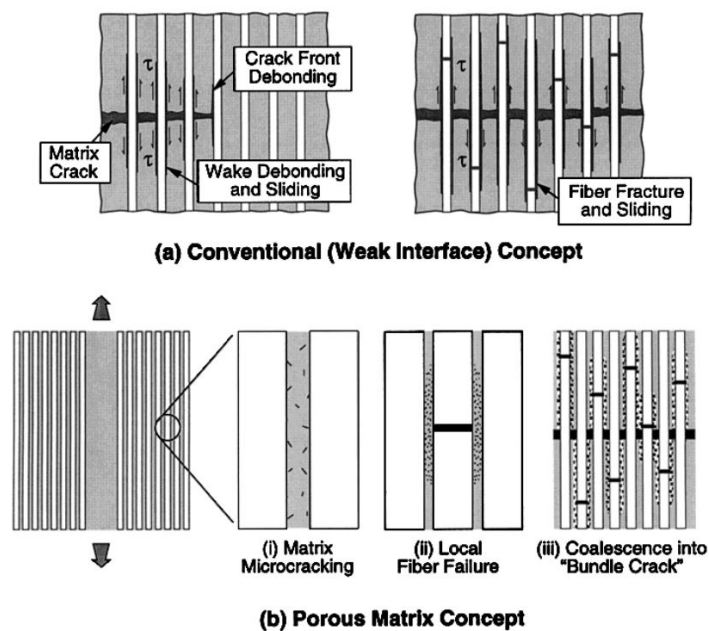 τ
Crack Front
Debonding
τ
Matrix
Crack
Wake Debonding
and Sliding
τ
τ
Fiber Fracture
and Sliding
(a) Conventional (Weak Interface) Concept
(i) Matrix
Microcracking
(ii) Local
Fiber Failure
(iii) Coalescence into
"Bundle Crack"
(b) Porous Matrix Concept